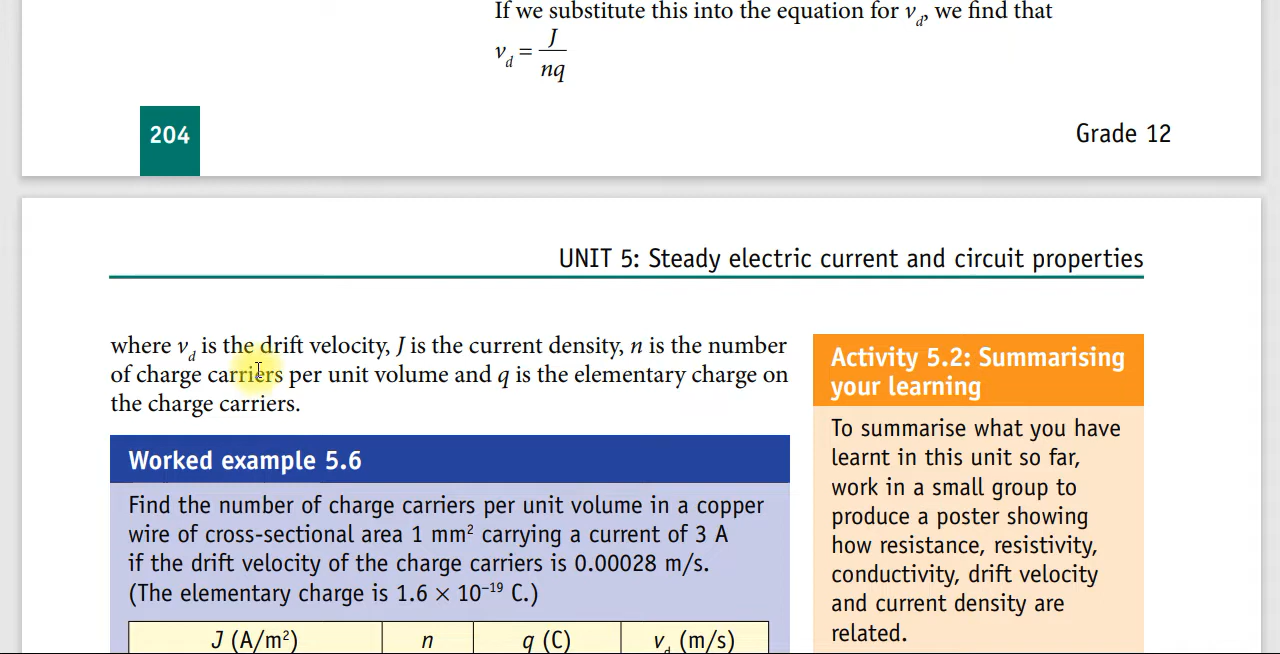 If we substitute this into the equation for v_d, we find that
v_d = J/nq
204
Grade 12
UNIT 5: Steady electric current and circuit properties
where v_d is the drift velocity, J is the current density, n is the number
of charge carriers per unit volume and q is the elementary charge on
the charge carriers.
Worked example 5.6
Find the number of charge carriers per unit volume in a copper
wire of cross-sectional area 1 mm² carrying a current of 3 A
if the drift velocity of the charge carriers is 0.00028 m/s.
(The elementary charge is 1.6 × 10⁻¹⁹ C.)
J (A/m²) n q (C) v_d (m/s)
Activity 5.2: Summarising
your learning
To summarise what you have
learnt in this unit so far,
work in a small group to
produce a poster showing
how resistance, resistivity,
conductivity, drift velocity
and current density are
related.